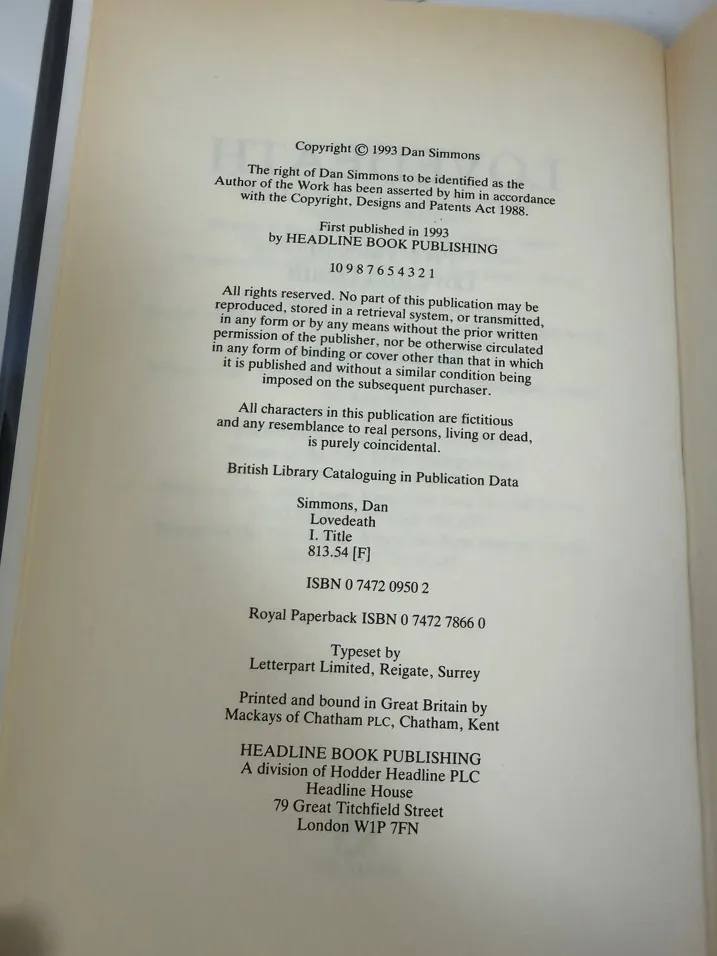 Copyright © 1993 Dan Simmons
The right of Dan Simmons to be identified as the
Author of the Work has been asserted by him in accordance
with the Copyright, Designs and Patents Act 1988.
First published in 1993
by HEADLINE BOOK PUBLISHING
10 9 8 7 6 5 4 3 2 1
All rights reserved. No part of this publication may be
reproduced, stored in a retrieval system, or transmitted,
in any form or by any means without the prior written
permission of the publisher, nor be otherwise circulated
in any form of binding or cover other than that in which
it is published and without a similar condition being
imposed on the subsequent purchaser.
All characters in this publication are fictitious
and any resemblance to real persons, living or dead,
is purely coincidental.
British Library Cataloguing in Publication Data
Simmons, Dan
Lovedeath
I. Title
813.54 [F]
ISBN 0 7472 0950 2
Royal Paperback ISBN 0 7472 7866 0
Typeset by
Letterpart Limited, Reigate, Surrey
Printed and bound in Great Britain by
Mackays of Chatham PLC, Chatham, Kent
HEADLINE BOOK PUBLISHING
A division of Hodder Headline PLC
Headline House
79 Great Titchfield Street
London W1P 7FN